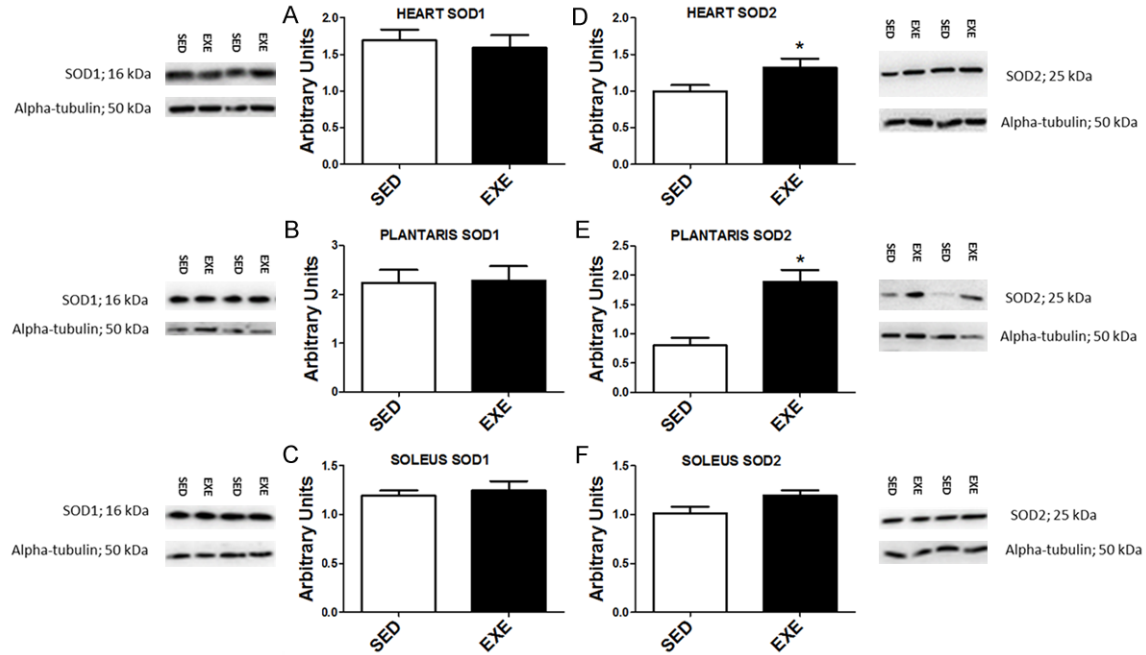 A
HEART SOD1
SED EXE SED EXE
SOD1; 16 kDa
Alpha-tubulin; 50 kDa
Arbitrary Units
2.0
1.5
1.0
0.5
0.0
SED EXE
D
HEART SOD2
Arbitrary Units
2.0
1.5
1.0
0.5
0.0
*
SED EXE
SED EXE SED EXE
SOD2; 25 kDa
Alpha-tubulin; 50 kDa
B
PLANTARIS SOD1
SED EXE SED EXE
SOD1; 16 kDa
Alpha-tubulin; 50 kDa
Arbitrary Units
3
2
1
0
SED EXE
E
PLANTARIS SOD2
Arbitrary Units
2.5
2.0
1.5
1.0
0.5
0.0
*
SED EXE
SED EXE SED EXE
SOD2; 25 kDa
Alpha-tubulin; 50 kDa
C
SOLEUS SOD1
SED EXE SED EXE
SOD1; 16 kDa
Alpha-tubulin; 50 kDa
Arbitrary Units
1.5
1.0
0.5
0.0
SED EXE
F
SOLEUS SOD2
Arbitrary Units
1.5
1.0
0.5
0.0
SED EXE
SED EXE SED EXE
SOD2; 25 kDa
Alpha-tubulin; 50 kDa